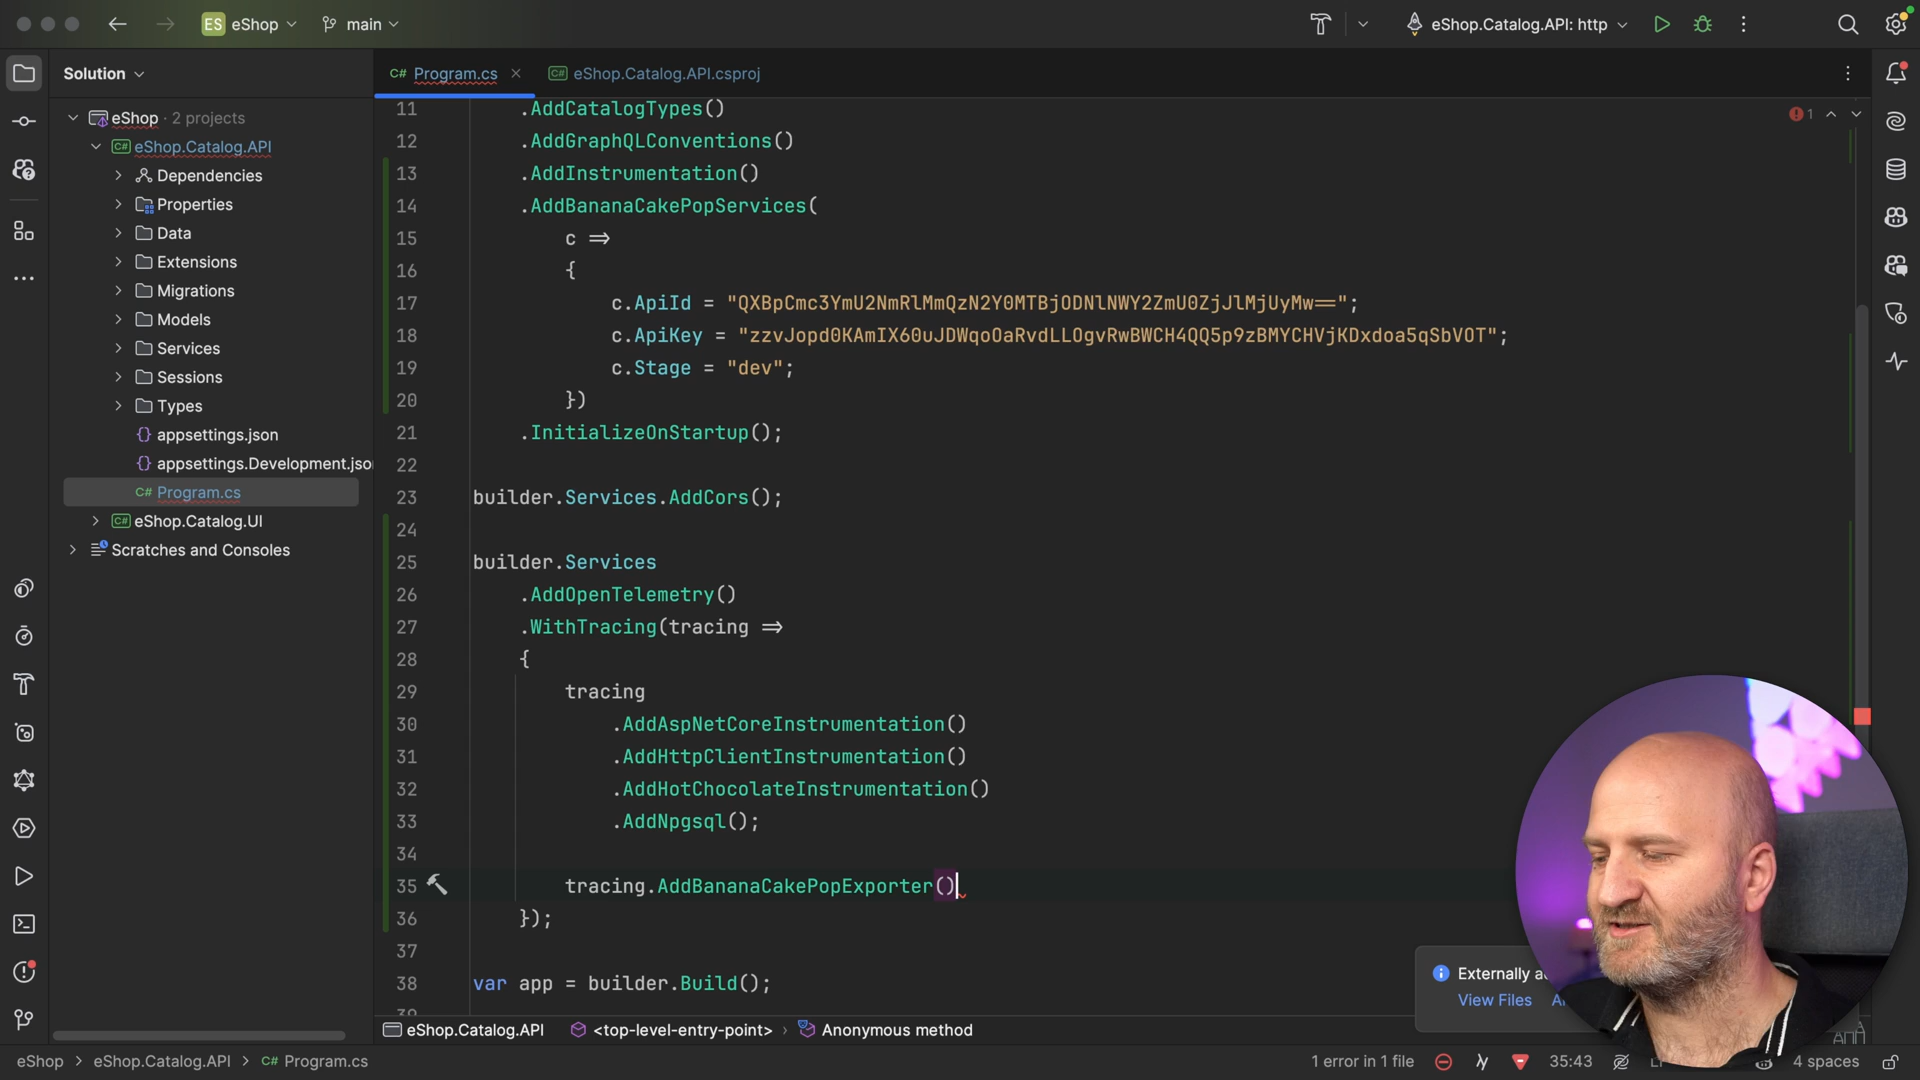 ES eShop
main
eShop.Catalog.API: http
Solution
C# Program.cs
eShop.Catalog.API.csproj
eShop · 2 projects
eShop.Catalog.API
Dependencies
Properties
Data
Extensions
Migrations
Models
Services
Sessions
Types
appsettings.json
appsettings.Development.jso
C# Program.cs
eShop.Catalog.UI
Scratches and Consoles
11 .AddCatalogTypes()
12 .AddGraphQLConventions()
13 .AddInstrumentation()
14 .AddBananaCakePopServices(
15 c =>
16 {
17 c.ApiId = "QXBpCmc3YmU2NmRlMmQzN2Y0MTBjODNlNWY2ZmU0ZjJlMjUyMw==";
18 c.ApiKey = "zzvJopd0KAmIX60uJDWqoOaRvdLLOgvRwBWCH4QQ5p9zBMYCHVjKDxdoa5qSbVOT";
19 c.Stage = "dev";
20 })
21 .InitializeOnStartup();
22
23 builder.Services.AddCors();
24
25 builder.Services
26 .AddOpenTelemetry()
27 .WithTracing(tracing =>
28 {
29 tracing
30 .AddAspNetCoreInstrumentation()
31 .AddHttpClientInstrumentation()
32 .AddHotChocolateInstrumentation()
33 .AddNpgsql();
34
35 tracing.AddBananaCakePopExporter()
36 });
37
38 var app = builder.Build();
1
Externally
View Files
eShop.Catalog.API <top-level-entry-point> › Anonymous method
eShop > eShop.Catalog.API > C# Program.cs
1 error in 1 file
35:43
4 spaces